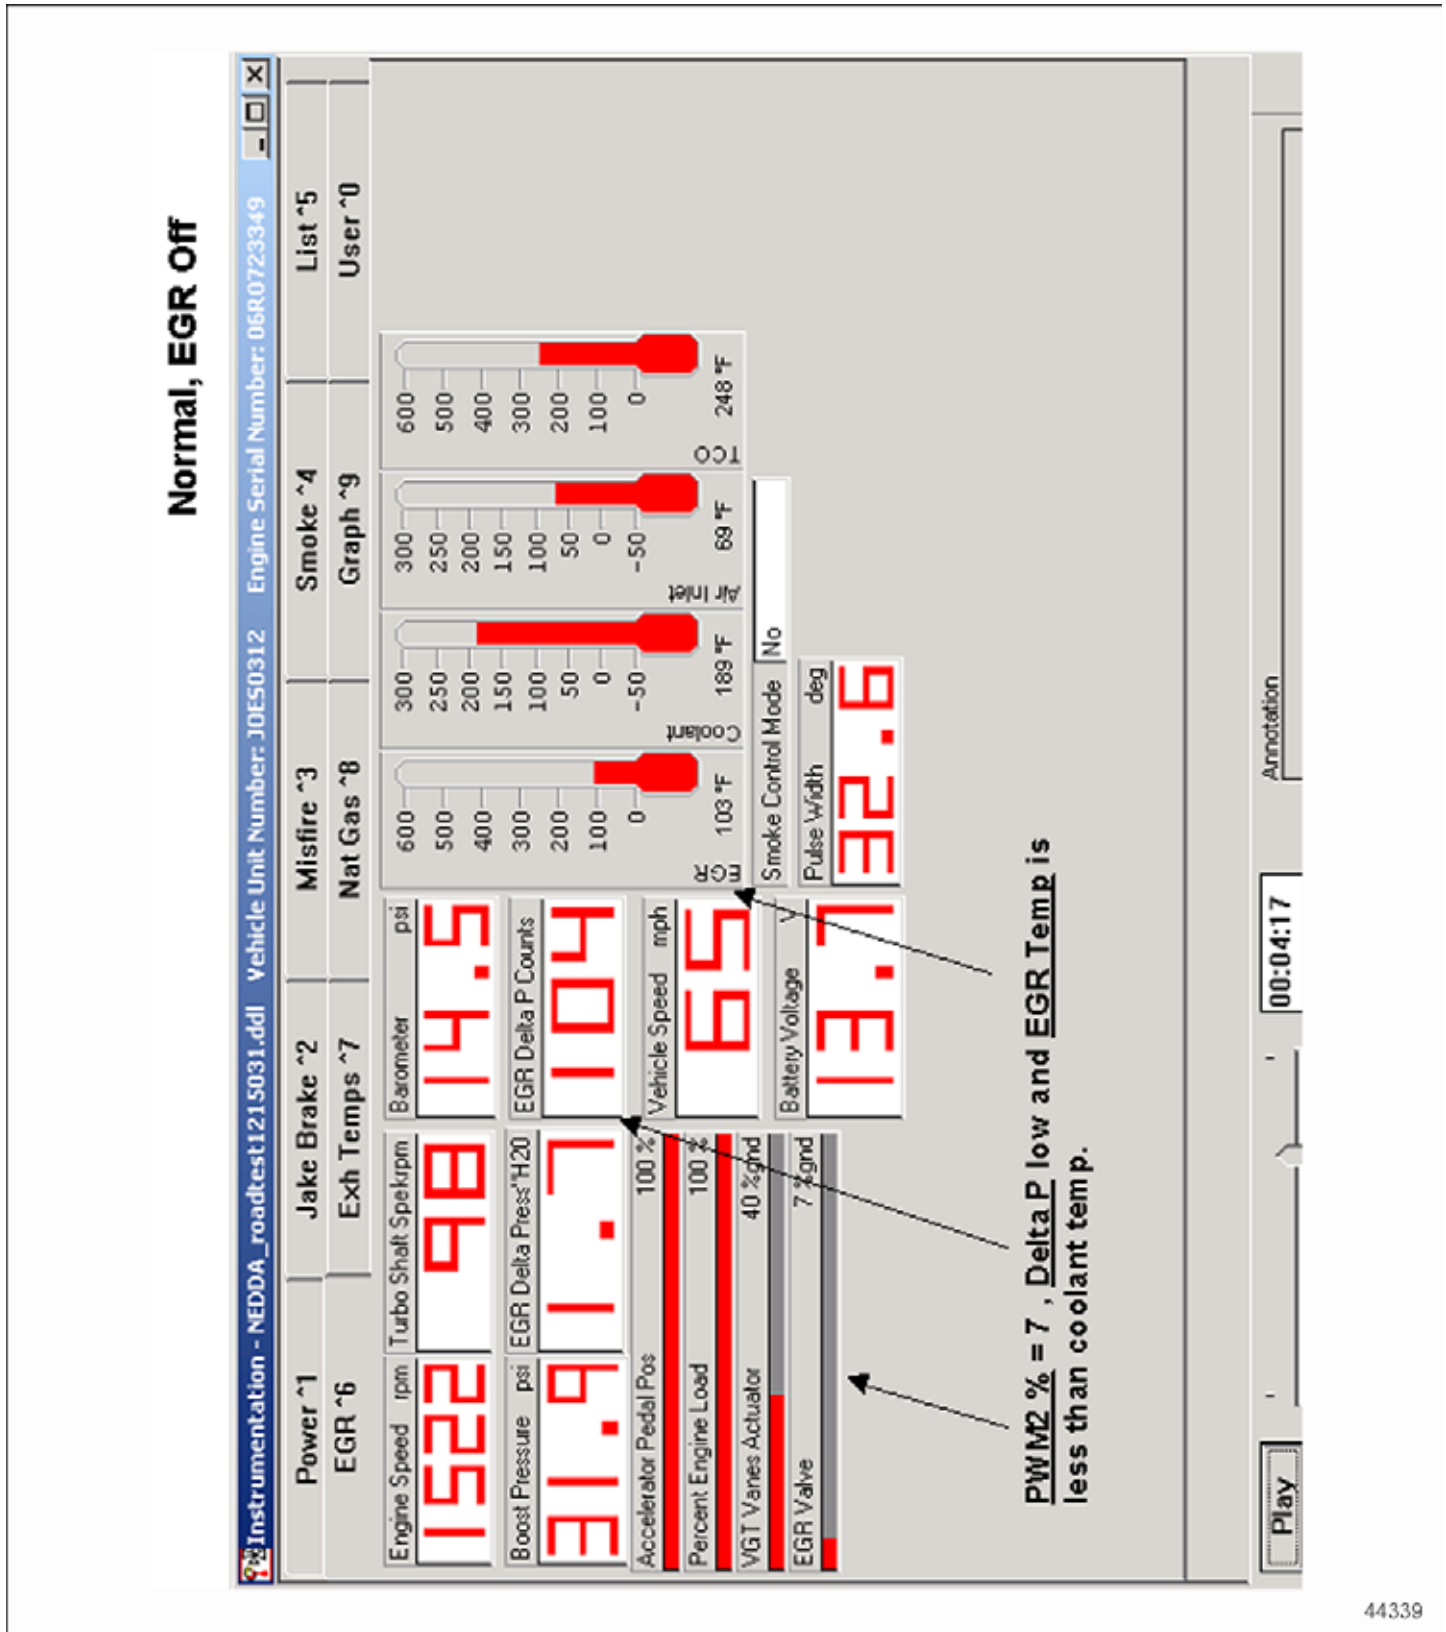 Normal, EGR Off
Instrumentation - NEDDA_roadtest1215031.ddl Vehicle Unit Number: JOES0312 Engine Serial Number: 06R0723349
Power ^1 Jake Brake ^2 Misfire ^3 Smoke ^4 List ^5
EGR ^6 Exh Temps ^7 Nat Gas ^8 Graph ^9 User ^0
Engine Speed rpm
1522
Turbo Shaft Spekrpm
98
Barometer psi
14.5
Boost Pressure psi
31.9
EGR Delta Press"H20
1.7
EGR Delta P Counts
104
Accelerator Pedal Pos 100 %
Percent Engine Load 100 %
VGT Vanes Actuator 40 %gnd
EGR Valve 7 %gnd
Vehicle Speed mph
65
Battery Voltage V
13.7
EGR
600
500
400
300
200
100
0
103 °F
Coolant
300
250
200
150
100
50
0
-50
189 °F
Air Inlet
300
250
200
150
100
50
0
-50
69 °F
TCO
600
500
400
300
200
100
0
248 °F
Smoke Control Mode No
Pulse Width deg
32.6
PWM2 % = 7 , Delta P low and EGR Temp is
less than coolant temp.
Play
00:04:17
Annotation
44339